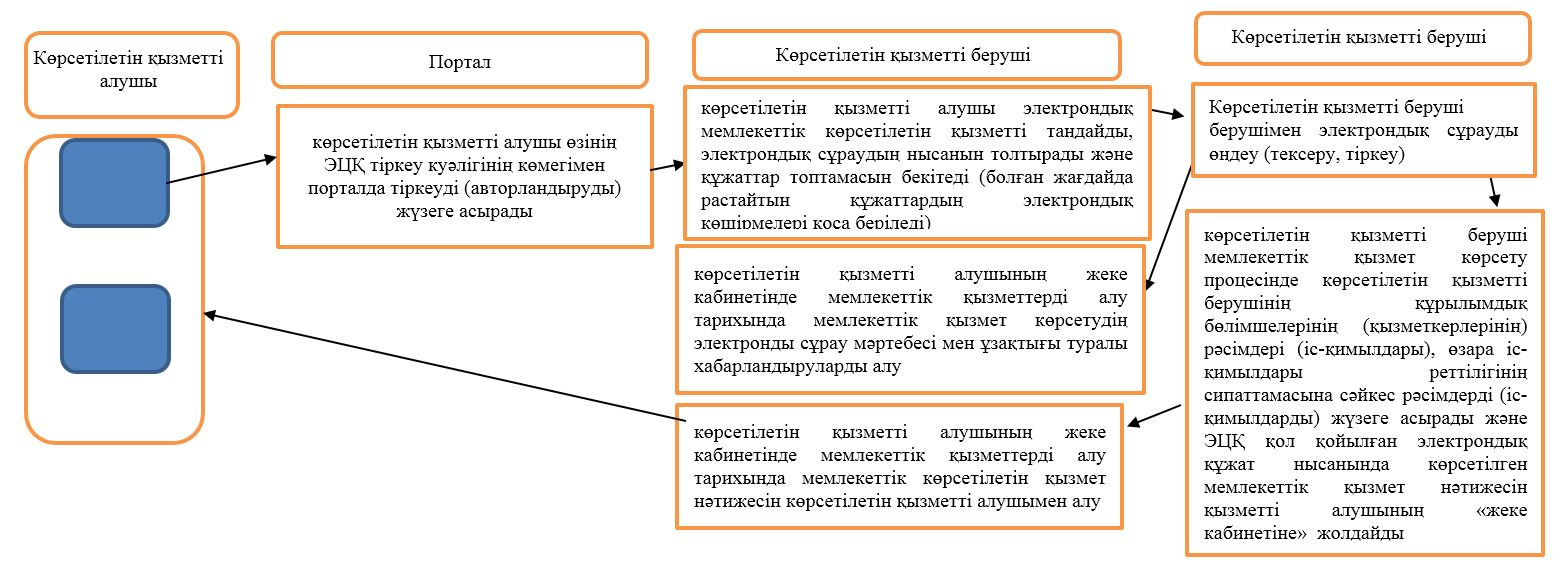 Көрсетілетін қызметті
алушы
Портал
Көрсетілетін қызметті беруші
Көрсетілетін қызметті беруші
көрсетілетін қызметті алушы өзінің
ЭЦҚ тіркеу куәлігінің көмегімен
порталда тіркеуді (авторландыруды)
жүзеге асырады
көрсетілетін қызметті алушы электрондық
мемлекеттік көрсетілетін қызметті таңдайды,
электрондық сұраудың нысанын толтырады және
құжаттар топтамасын бекітеді (болған жағдайда
растайтын құжаттардың электрондық
көшірмелері қоса беріледі)
Көрсетілетін қызметті беруші
берушімен электрондық сұрауды
өңдеу (тексеру, тіркеу)
көрсетілетін қызметті алушының жеке
кабинетінде мемлекеттік қызметтерді алу
тарихында мемлекеттік қызмет көрсетудің
электронды сұрау мәртебесі мен ұзақтығы туралы
хабарландыруларды алу
көрсетілетін қызметті алушының жеке
кабинетінде мемлекеттік қызметтерді алу
тарихында мемлекеттік көрсетілетін қызмет
нәтижесін көрсетілетін қызметті алушымен алу
көрсетілетін қызметті беруші
мемлекеттік қызмет көрсету
процесінде көрсетілетін қызметті
берушінің құрылымдық
бөлімшелерінің (қызметкерлерінің)
рәсімдері (іс-қимылдары), өзара іс-
қимылдары реттілігінің
сипаттамасына сәйкес рәсімдерді (іс-
қимылдарды) жүзеге асырады және
ЭЦҚ қол қойылған электрондық
құжат нысанында көрсетілген
мемлекеттік қызмет нәтижесін
қызметті алушының «жеке
кабинетіне» жолдайды